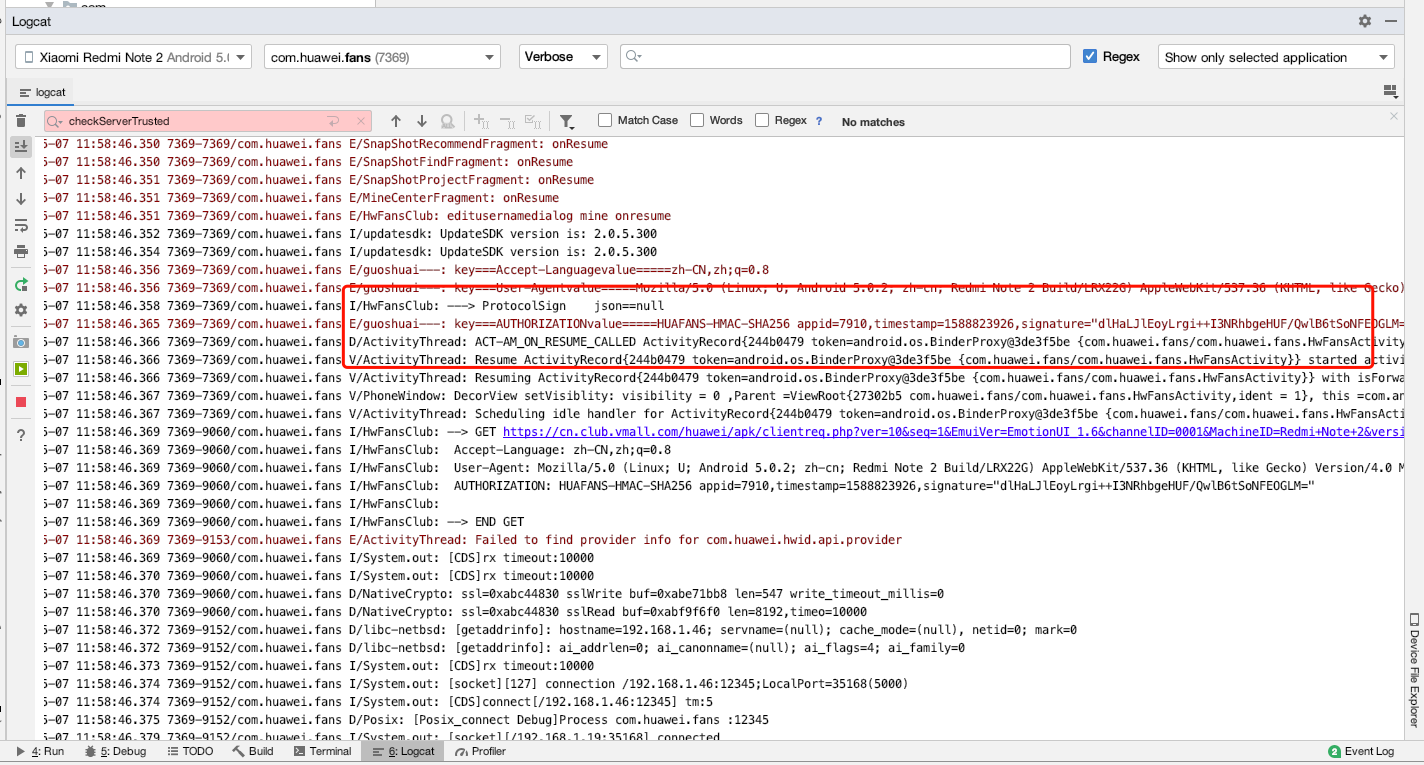 com
Logcat
Xiaomi Redmi Note 2 Android 5.(
com.huawei.fans (7369)
Verbose
Regex
Show only selected application
logcat
checkServerTrusted
Match Case
Words
Regex
?
No matches
5-07 11:58:46.350 7369-7369/com.huawei.fans E/SnapShotRecommendFragment: onResume
5-07 11:58:46.350 7369-7369/com.huawei.fans E/SnapShotFindFragment: onResume
5-07 11:58:46.351 7369-7369/com.huawei.fans E/SnapShotProjectFragment: onResume
5-07 11:58:46.351 7369-7369/com.huawei.fans E/MineCenterFragment: onResume
5-07 11:58:46.351 7369-7369/com.huawei.fans E/HwFansClub: editusernamedialog mine onresume
5-07 11:58:46.352 7369-7369/com.huawei.fans I/updatesdk: UpdateSDK version is: 2.0.5.300
5-07 11:58:46.354 7369-7369/com.huawei.fans I/updatesdk: UpdateSDK version is: 2.0.5.300
5-07 11:58:46.356 7369-7369/com.huawei.fans E/guoshuai---: key===Accept-Languagevalue=====zh-CN,zh;q=0.8
5-07 11:58:46.356 7369-7369/com.huawei.fans E/guoshuai---: key===User-Agentvalue=====Mozilla/5.0 (Linux; U; Android 5.0.2; zh-cn; Redmi Note 2 Build/LRX22G) AppleWebKit/537.36 (KHTML, like Gecko)
5-07 11:58:46.358 7369-7369/com.huawei.fans I/HwFansClub: ---> ProtocolSign    json==null
5-07 11:58:46.365 7369-7369/com.huawei.fans E/guoshuai---: key===AUTHORIZATIONvalue=====HUAFANS-HMAC-SHA256 appid=7910,timestamp=1588823926,signature="dlHaLJlEoyLrgi++I3NRhbgeHUF/QwlB6tSoNFEOGLM=
5-07 11:58:46.366 7369-7369/com.huawei.fans D/ActivityThread: ACT-AM_ON_RESUME_CALLED ActivityRecord{244b0479 token=android.os.BinderProxy@3de3f5be {com.huawei.fans/com.huawei.fans.HwFansActivity
5-07 11:58:46.366 7369-7369/com.huawei.fans V/ActivityThread: Resume ActivityRecord{244b0479 token=android.os.BinderProxy@3de3f5be {com.huawei.fans/com.huawei.fans.HwFansActivity}} started activi
5-07 11:58:46.366 7369-7369/com.huawei.fans V/ActivityThread: Resuming ActivityRecord{244b0479 token=android.os.BinderProxy@3de3f5be {com.huawei.fans/com.huawei.fans.HwFansActivity}} with isForwa
5-07 11:58:46.366 7369-7369/com.huawei.fans V/PhoneWindow: DecorView setVisiblity: visibility = 0 ,Parent =ViewRoot{27302b5 com.huawei.fans/com.huawei.fans.HwFansActivity,ident = 1}, this =com.an
5-07 11:58:46.367 7369-7369/com.huawei.fans V/ActivityThread: Scheduling idle handler for ActivityRecord{244b0479 token=android.os.BinderProxy@3de3f5be {com.huawei.fans/com.huawei.fans.HwFansActi
5-07 11:58:46.369 7369-9060/com.huawei.fans I/HwFansClub: --> GET https://cn.club.vmall.com/huawei/apk/clientreq.php?ver=10&seq=1&EmuiVer=EmotionUI_1.6&channelID=0001&MachineID=Redmi+Note+2&versi
5-07 11:58:46.369 7369-9060/com.huawei.fans I/HwFansClub:  Accept-Language: zh-CN,zh;q=0.8
5-07 11:58:46.369 7369-9060/com.huawei.fans I/HwFansClub:  User-Agent: Mozilla/5.0 (Linux; U; Android 5.0.2; zh-cn; Redmi Note 2 Build/LRX22G) AppleWebKit/537.36 (KHTML, like Gecko) Version/4.0 M
5-07 11:58:46.369 7369-9060/com.huawei.fans I/HwFansClub:  AUTHORIZATION: HUAFANS-HMAC-SHA256 appid=7910,timestamp=1588823926,signature="dlHaLJlEoyLrgi++I3NRhbgeHUF/QwlB6tSoNFEOGLM="
5-07 11:58:46.369 7369-9060/com.huawei.fans I/HwFansClub:
5-07 11:58:46.369 7369-9060/com.huawei.fans I/HwFansClub: --> END GET
5-07 11:58:46.369 7369-9153/com.huawei.fans E/ActivityThread: Failed to find provider info for com.huawei.hwid.api.provider
5-07 11:58:46.369 7369-9060/com.huawei.fans I/System.out: [CDS]rx timeout:10000
5-07 11:58:46.370 7369-9060/com.huawei.fans I/System.out: [CDS]rx timeout:10000
5-07 11:58:46.370 7369-9060/com.huawei.fans D/NativeCrypto: ssl=0xabc44830 sslWrite buf=0xabe71bb8 len=547 write_timeout_millis=0
5-07 11:58:46.370 7369-9060/com.huawei.fans D/NativeCrypto: ssl=0xabc44830 sslRead buf=0xabf9f6f0 len=8192,timeo=10000
5-07 11:58:46.372 7369-9152/com.huawei.fans D/libc-netbsd: [getaddrinfo]: hostname=192.168.1.46; servname=(null); cache_mode=(null), netid=0; mark=0
5-07 11:58:46.372 7369-9152/com.huawei.fans D/libc-netbsd: [getaddrinfo]: ai_addrlen=0; ai_canonname=(null); ai_flags=4; ai_family=0
5-07 11:58:46.373 7369-9152/com.huawei.fans I/System.out: [CDS]rx timeout:10000
5-07 11:58:46.374 7369-9152/com.huawei.fans I/System.out: [socket][127] connection /192.168.1.46:12345;LocalPort=35168(5000)
5-07 11:58:46.374 7369-9152/com.huawei.fans I/System.out: [CDS]connect[/192.168.1.46:12345] tm:5
5-07 11:58:46.375 7369-9152/com.huawei.fans D/Posix: [Posix_connect Debug]Process com.huawei.fans :12345
5-07 11:58:46.379 7369-9152/com.huawei.fans I/System.out: [socket][/192.168.1.19:35168] connected
?
Device File Explorer
4: Run
5: Debug
TODO
Build
Terminal
6: Logcat
Profiler
2 Event Log